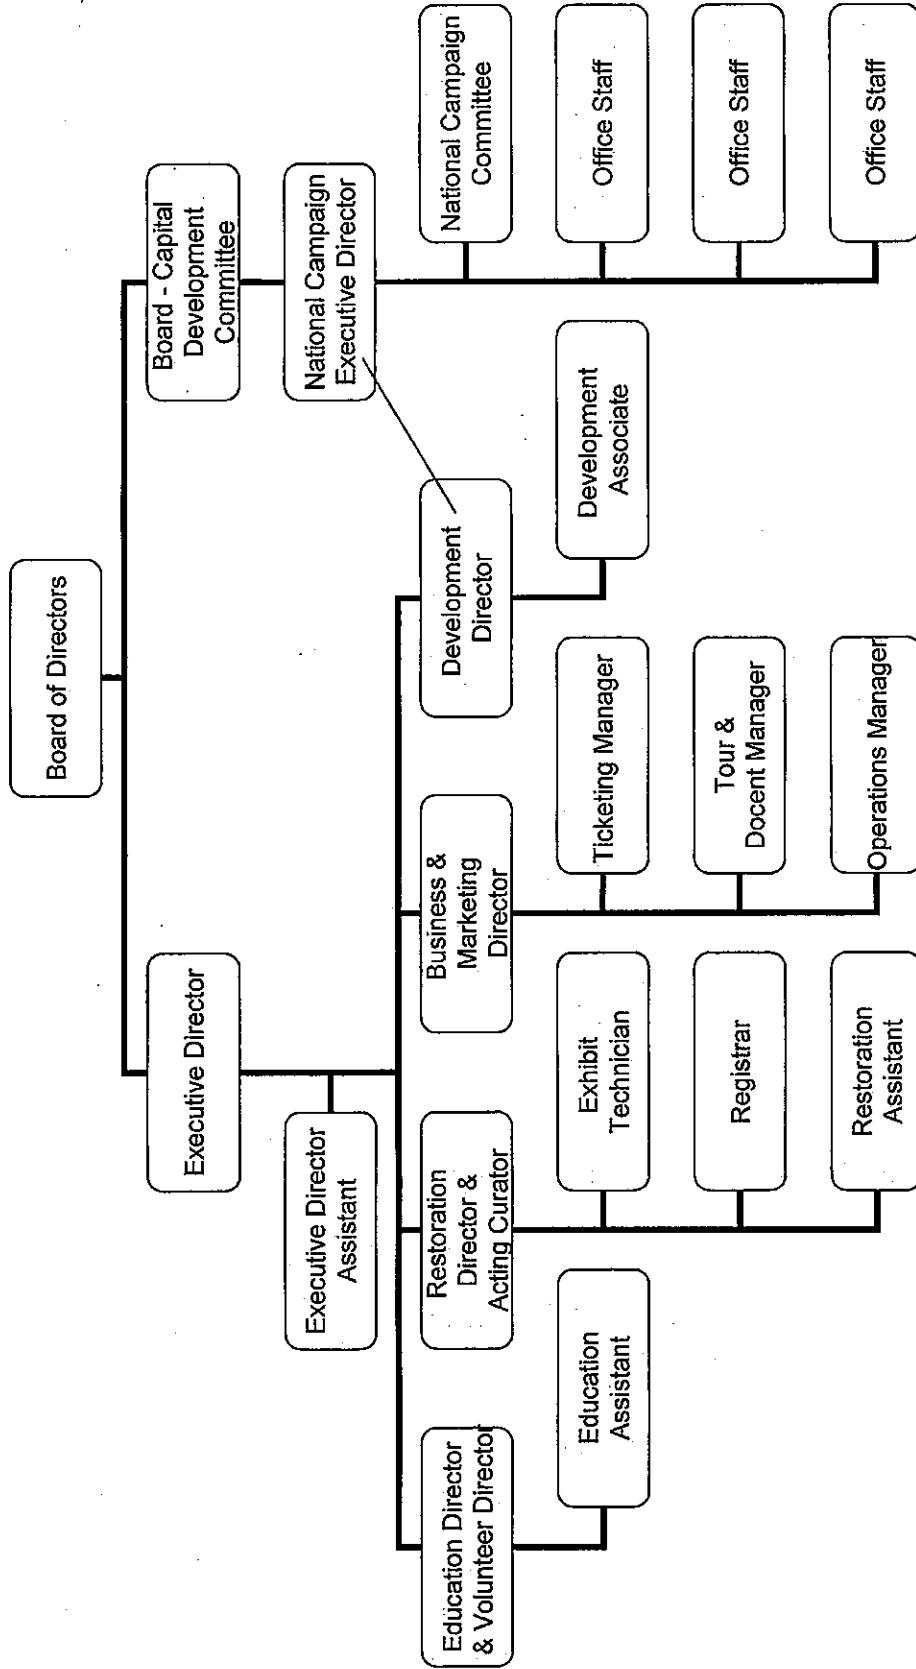 Board of Directors
Executive Director
Board - Capital
Development
Committee
Executive Director
Assistant
National Campaign
Executive Director
Education Director
& Volunteer Director
Restoration
Director &
Acting Curator
Business &
Marketing
Director
Development
Director
National Campaign
Committee
Education
Assistant
Exhibit
Technician
Ticketing Manager
Development
Associate
Office Staff
Registrar
Tour &
Docent Manager
Office Staff
Restoration
Assistant
Operations Manager
Office Staff